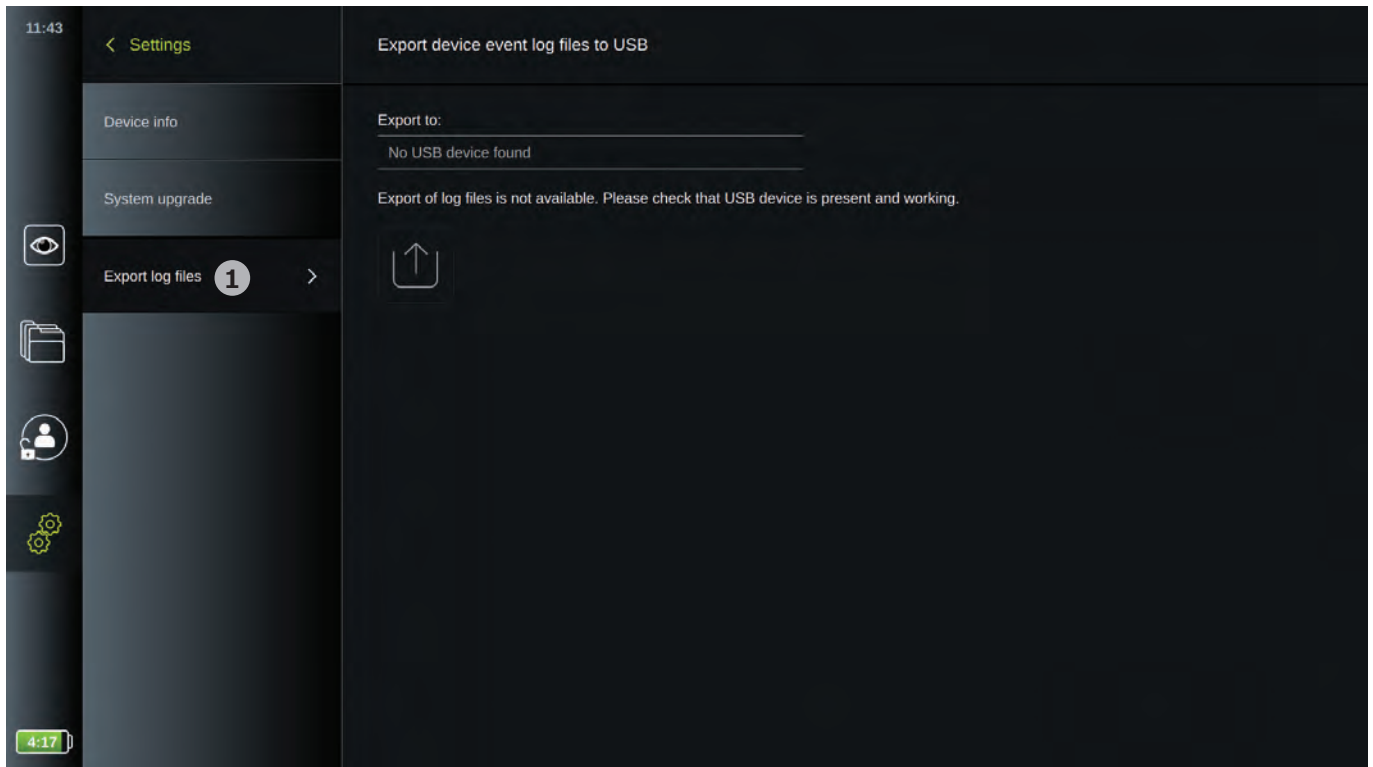 11:43
Settings
Export device event log files to USB
Device info
System upgrade
Export log files 1
Export to:
No USB device found
Export of log files is not available. Please check that USB device is present and working.
4:17